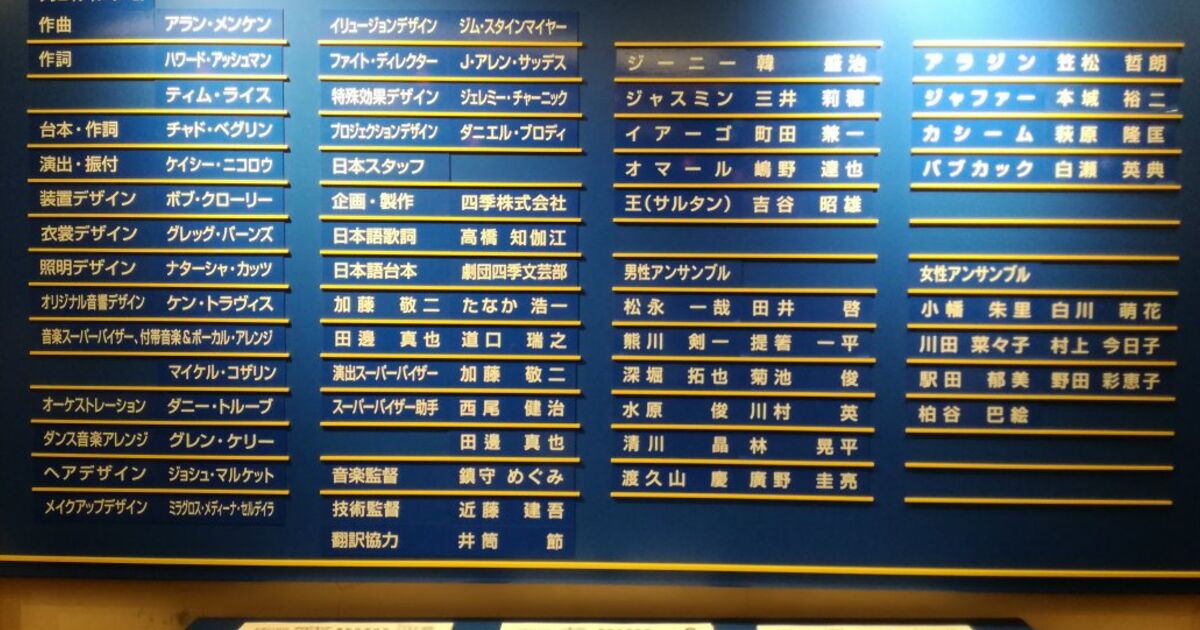 作曲 アラン・メンケン
作詞 ハワード・アッシュマン
ティム・ライス
台本・作詞 チャド・ベグリン
演出・振付 ケイシー・ニコロウ
装置デザイン ボブ・クローリー
衣裳デザイン グレッグ・バーンズ
照明デザイン ナターシャ・カッツ
オリジナル音響デザイン ケン・トラヴィス
音楽スーパーバイザー、付帯音楽&ボーカル・アレンジ
マイケル・コザリン
オーケストレーション ダニー・トループ
ダンス音楽アレンジ グレン・ケリー
ヘアデザイン ジョシュ・マルケット
メイクアップデザイン ミラグロス・メディーナ・セルデイラ
イリュージョンデザイン ジム・スタインマイヤー
ファイト・ディレクター J・アレン・サッデス
特殊効果デザイン ジェレミー・チャーニック
プロジェクションデザイン ダニエル・ブロディ
日本スタッフ
企画・製作 四季株式会社
日本語歌詞 高橋 知伽江
日本語台本 劇団四季文芸部
加藤 敬二 たなか 浩一
田邊 真也 道口 瑞之
演出スーパーバイザー 加藤 敬二
スーパーバイザー助手 西尾 健治
田邊 真也
音楽監督 鎮守 めぐみ
技術監督 近藤 建吾
翻訳協力 井筒 節
ジーニー 韓 盛治
ジャスミン 三井 莉穂
イアーゴ 町田 兼一
オマール 嶋野 達也
王(サルタン) 吉谷 昭雄
男性アンサンブル
松永 一哉 田井 啓
熊川 剣一 提箸 一平
深堀 拓也 菊池 俊
水原 俊 川村 英
清川 晶 林 晃平
渡久山 慶 廣野 圭亮
アラジン 笠松 哲朗
ジャファー 本城 裕二
カシーム 萩原 隆匡
バブカック 白瀬 英典
女性アンサンブル
小幡 朱里 白川 萌花
川田 菜々子 村上 今日子
駅田 郁美 野田 彩恵子
柏谷 巴絵